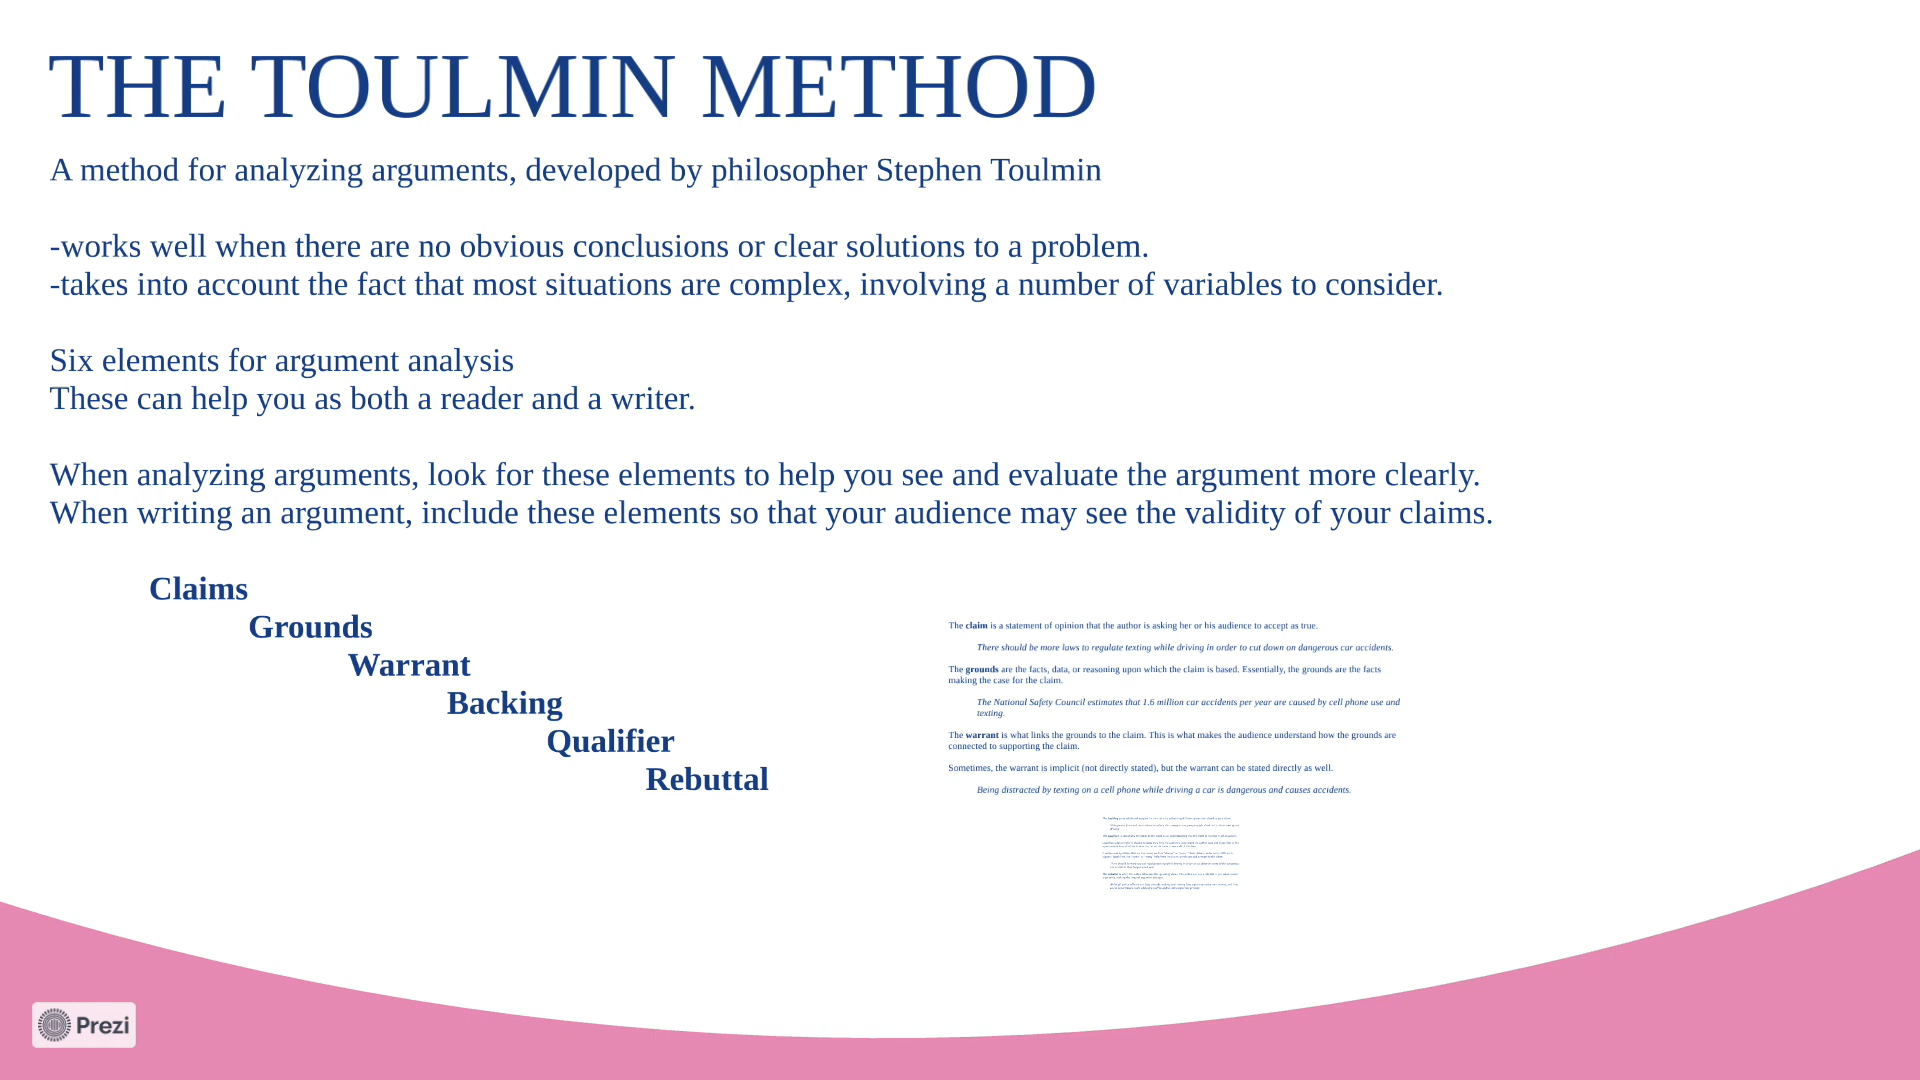 THE TOULMIN METHOD
A method for analyzing arguments, developed by philosopher Stephen Toulmin
-works well when there are no obvious conclusions or clear solutions to a problem.
-takes into account the fact that most situations are complex, involving a number of variables to consider.
Six elements for argument analysis
These can help you as both a reader and a writer.
When analyzing arguments, look for these elements to help you see and evaluate the argument more clearly.
When writing an argument, include these elements so that your audience may see the validity of your claims.
Claims
Grounds
Warrant
Backing
Qualifier
Rebuttal
The claim is a statement of opinion that the author is asking her or his audience to accept as true.
There should be more laws to regulate texting while driving in order to cut down on dangerous car accidents.
The grounds are the facts, data, or reasoning upon which the claim is based. Essentially, the grounds are the facts
making the case for the claim.
The National Safety Council estimates that 1.6 million car accidents per year are caused by cell phone use and
texting.
The warrant is what links the grounds to the claim. This is what makes the audience understand how the grounds are
connected to supporting the claim.
Sometimes, the warrant is implicit (not directly stated), but the warrant can be stated directly as well.
Being distracted by texting on a cell phone while driving a car is dangerous and causes accidents.
Prezi